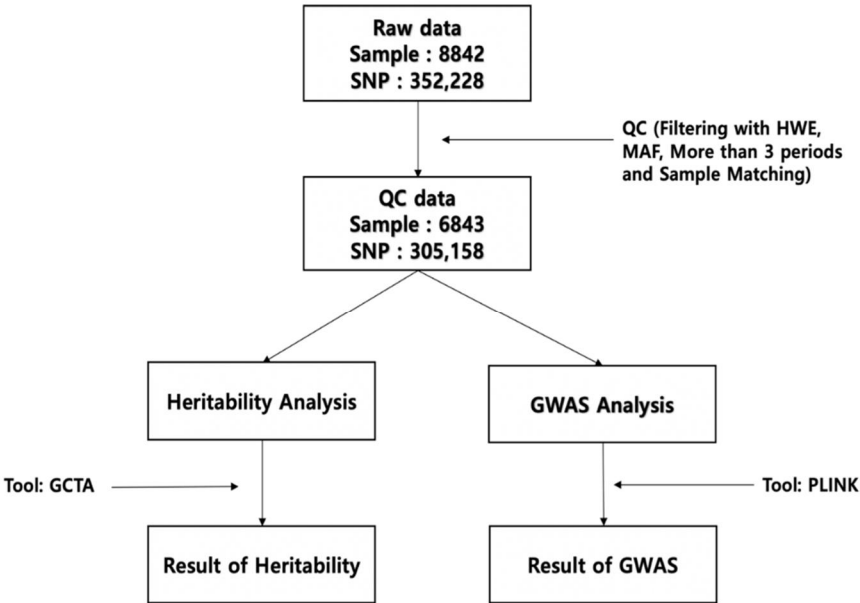 Raw data
Sample : 8842
SNP : 352,228
QC (Filtering with HWE,
MAF, More than 3 periods
and Sample Matching)
QC data
Sample : 6843
SNP : 305,158
Heritability Analysis
GWAS Analysis
Tool: GCTA
Tool: PLINK
Result of Heritability
Result of GWAS